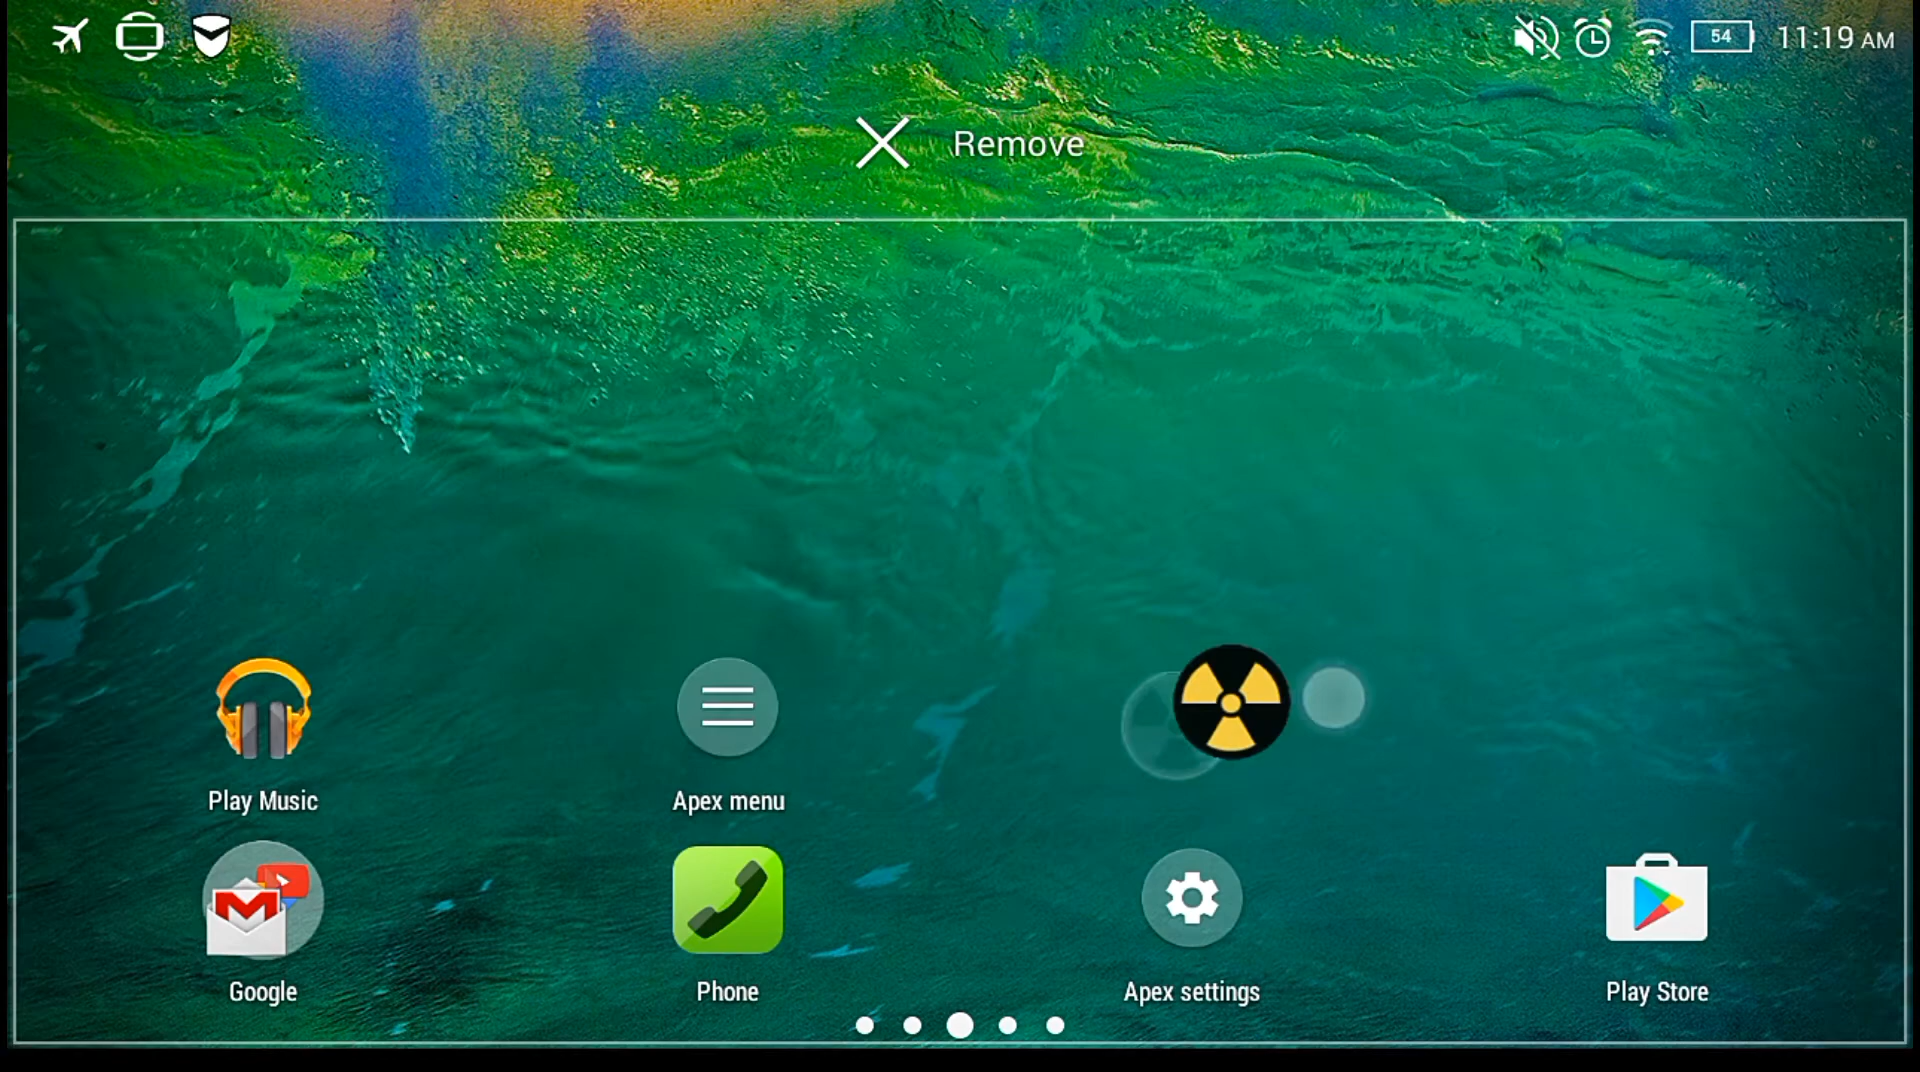 54 11:19 AM
Remove
Play Music
Apex menu
Google
Phone
Apex settings
Play Store